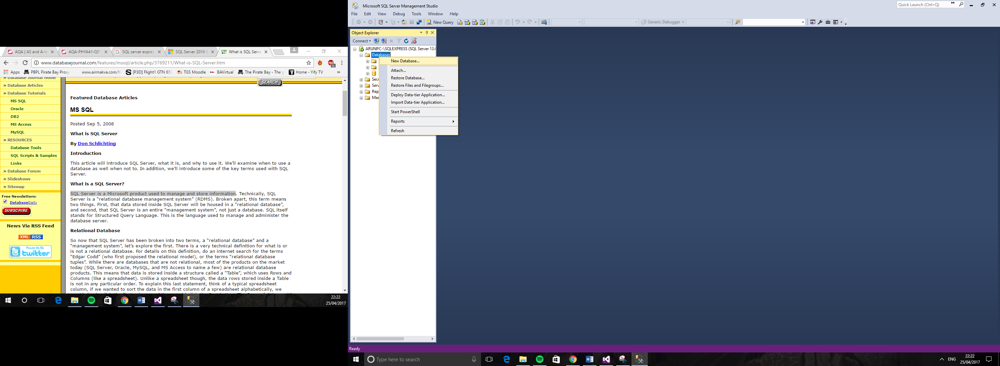 AQA | AS and A-le
AQA-PHYA41-QP-
SQL server expres
SQL Server 2016 E
What is SQL Serve
www.databasejournal.com/features/mssql/article.php/3769211/What-is-SQL-Server.htm
ABP
12
Apps
PBPL Pirate Bay Proxy
www.airmakva.com/fil
[P3D] Flight1 GTN 650
TGS Moodle
BAVirtual
The Pirate Bay - The g
Home - Yify TV
»
» Database Journal Home
» Database Articles
» Database Tutorials
MS SQL
Oracle
DB2
MS Access
MySQL
» RESOURCES
Database Tools
SQL Scripts & Samples
Links
» Database Forum
» Slideshows
» Sitemap
Free Newsletters:
DatabaseDaily
SUBSCRIBE
News Via RSS Feed
XML RSS
FOLLOW US ON
twitter
SEARCH
Featured Database Articles
MS SQL
Posted Sep 5, 2008
What is SQL Server
By Don Schlichting
Introduction
This article will introduce SQL Server, what it is, and why to use it. We’ll examine when to use a
database as well when not to. In addition, we’ll introduce some of the key terms used with SQL
Server.
What is a SQL Server?
SQL Server is a Microsoft product used to manage and store information. Technically, SQL
Server is a “relational database management system” (RDMS). Broken apart, this term means
two things. First, that data stored inside SQL Server will be housed in a “relational database”,
and second, that SQL Server is an entire “management system”, not just a database. SQL itself
stands for Structured Query Language. This is the language used to manage and administer the
database server.
Relational Database
So now that SQL Server has been broken into two terms, a “relational database” and a
“management system”, let’s explore the first. There is a very technical definition for what is or
is not a relational database. For details on this definition, do an internet search for the terms
“Edgar Codd” (who first proposed the relational model), or the terms “relational database
tuples”. While there are databases that are not relational, most of the products on the market
today (SQL Server, Oracle, MySQL, and MS Access to name a few) are relational database
products. This means that data is stored inside a structure called a “Table”, which uses Rows and
Columns (like a spreadsheet). Unlike a spreadsheet though, the data rows stored inside a Table
is not in any particular order. To explain this last statement, think of a typical spreadsheet
column, if we wanted to sort the data in the first column of a spreadsheet alphabetically, we
22:22
25/04/2017
Microsoft SQL Server Management Studio
Quick Launch (Ctrl+Q)
File Edit View Debug Tools Window Help
New Query
Generic Debugger
Object Explorer
Connect
ARUNPC-\SQLEXPRESS (SQL Server 13.0
Databases
Secu
Serv
Rep
Man
New Database...
Attach...
Restore Database...
Restore Files and Filegroups...
Deploy Data-tier Application...
Import Data-tier Application...
Start PowerShell
Reports
Refresh
Ready
Type here to search
ENG
22:22
25/04/2017